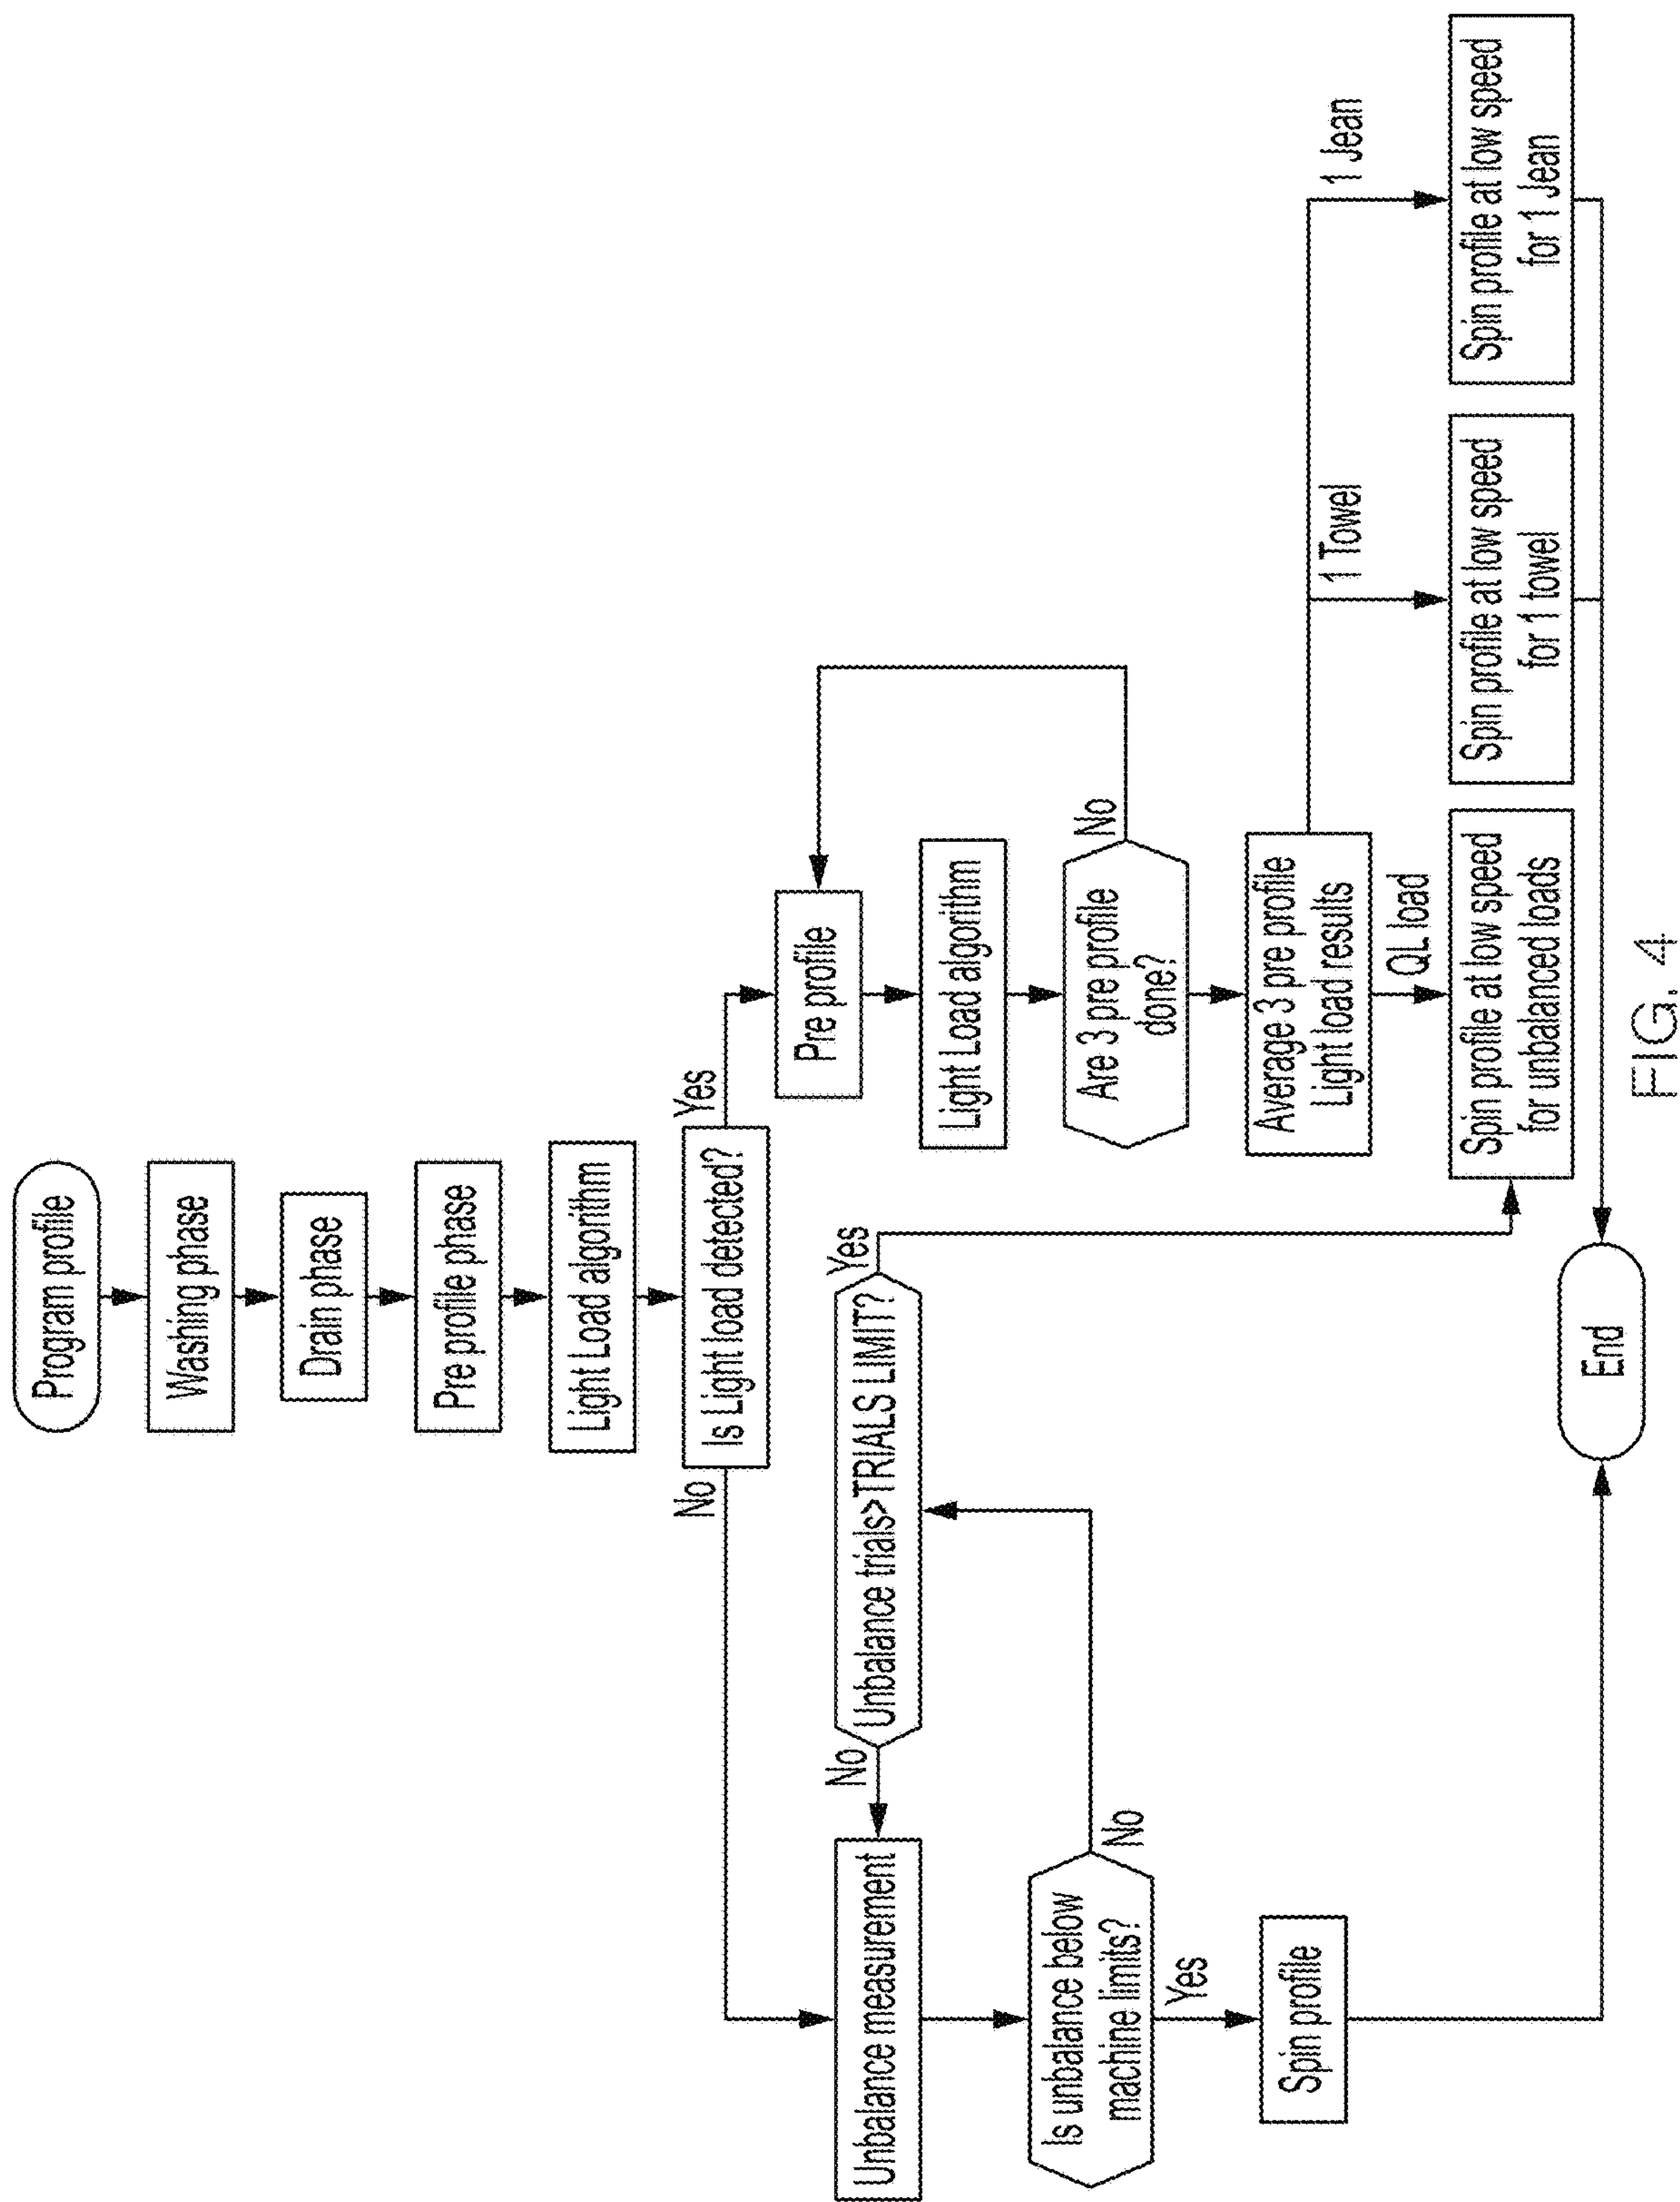 Program profile
Washing phase
Drain phase
Pre profile phase
Light Load algorithm
Is Light load detected?
No
Yes
Unbalance measurement
No
Unbalance trials>TRIALS LIMIT?
Yes
Is unbalance below
machine limits?
No
Yes
Spin profile
Pre profile
Light Load algorithm
Are 3 pre profile
done?
No
Average 3 pre profile
Light load results
QL load
1 Towel
1 Jean
Spin profile at low speed
for unbalanced loads
Spin profile at low speed
for 1 towel
Spin profile at low speed
for 1 Jean
End
FIG. 4